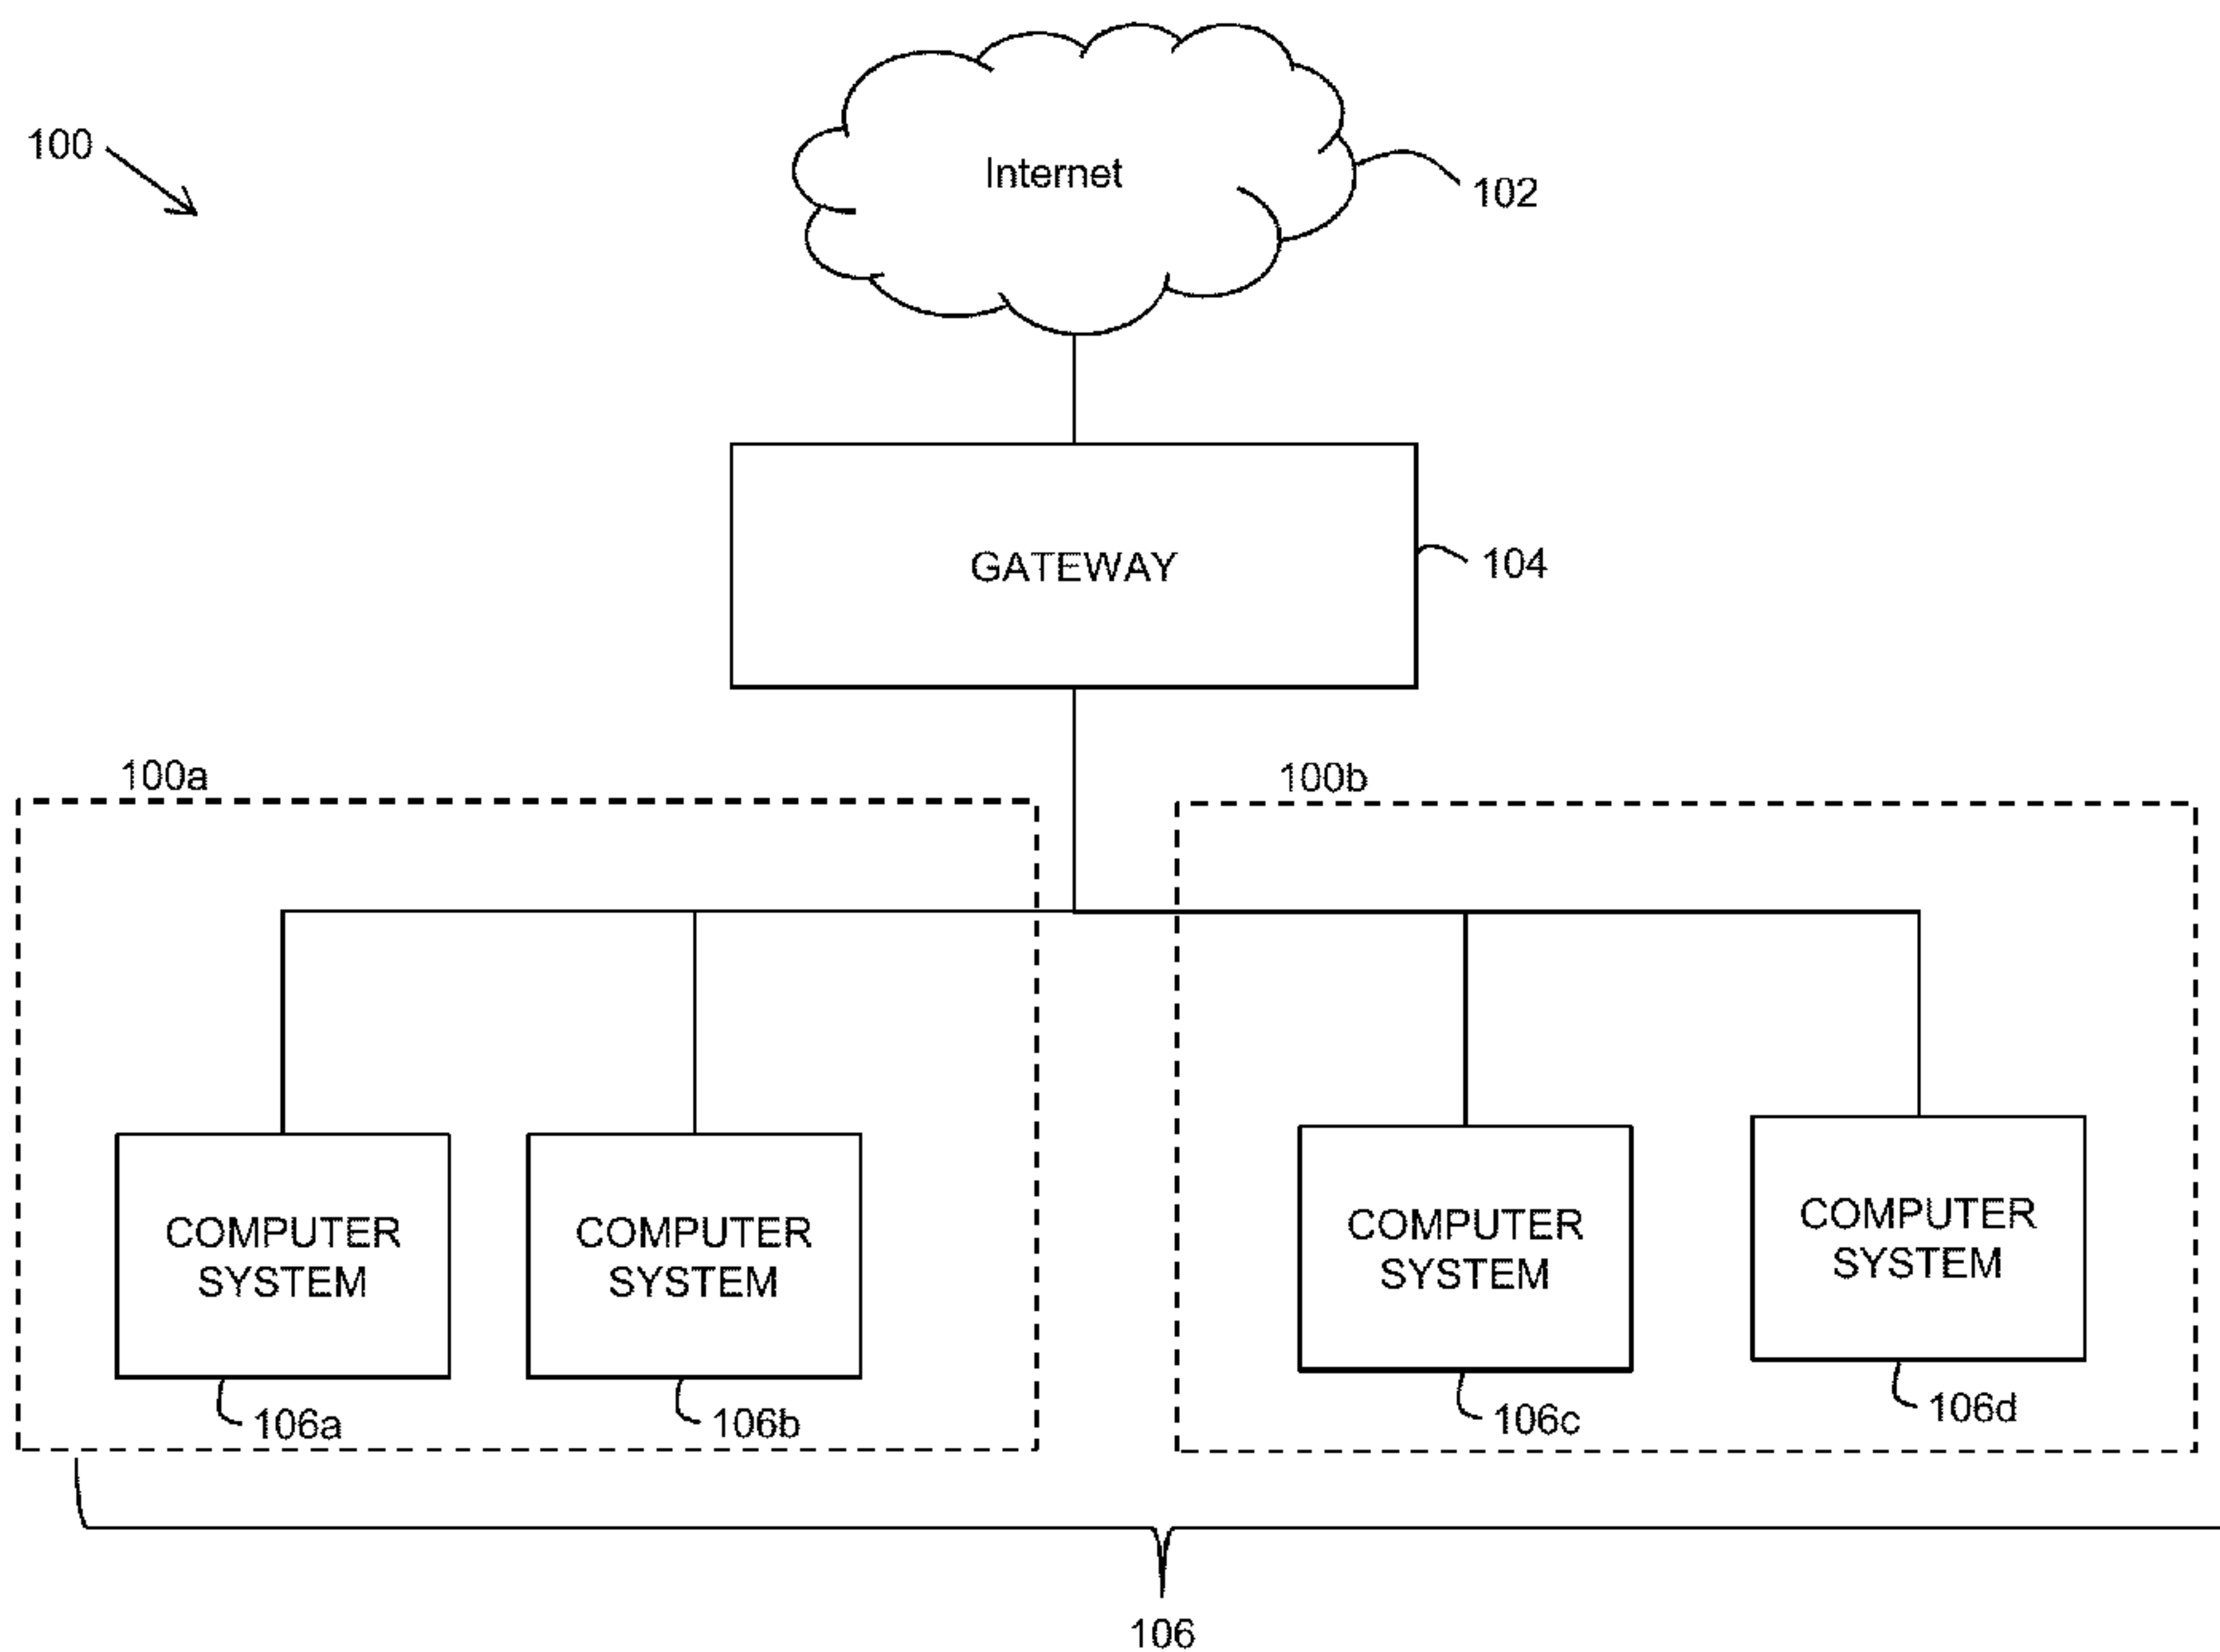 100
Internet
102
GATEWAY
104
100a
100b
COMPUTER
SYSTEM
COMPUTER
SYSTEM
COMPUTER
SYSTEM
COMPUTER
SYSTEM
106a
106b
106c
106d
106